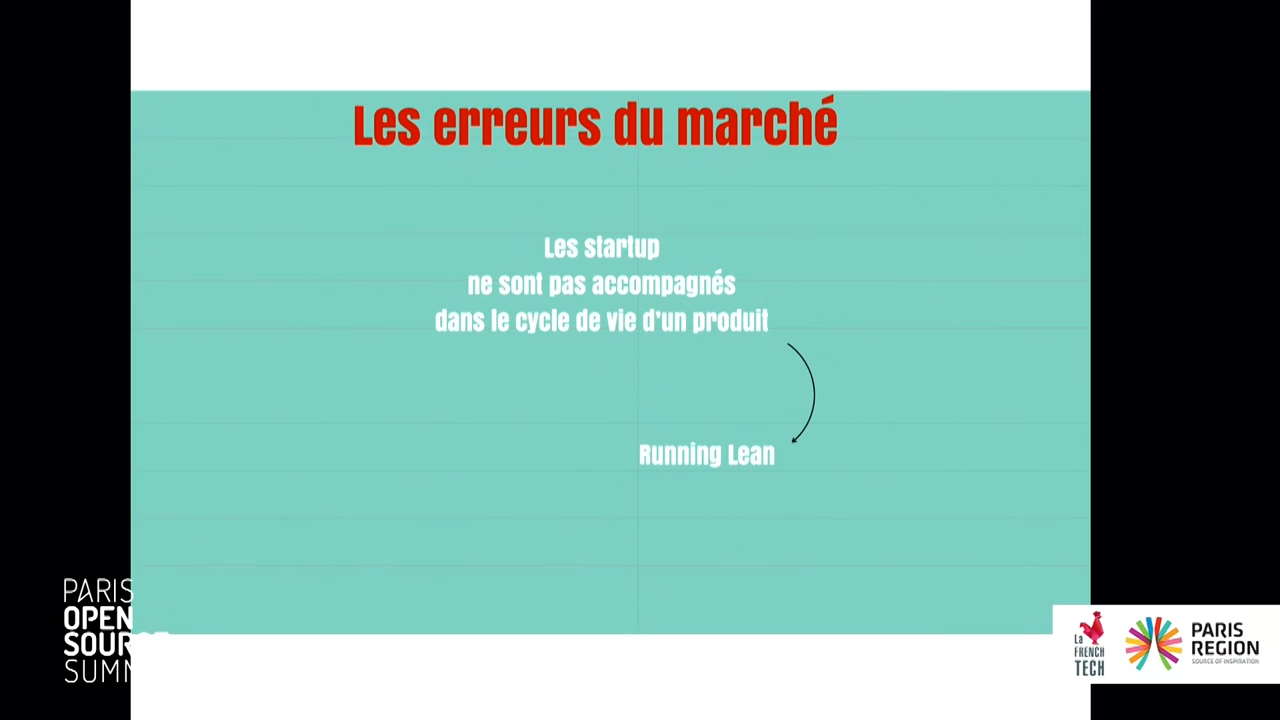 Les erreurs du marché
Les startup
ne sont pas accompagnés
dans le cycle de vie d'un produit
Running Lean
PARIS
OPEN
SOURCE
SUMM
La
FRENCH
TECH
PARIS
REGION
SOURCE OF INSPIRATION